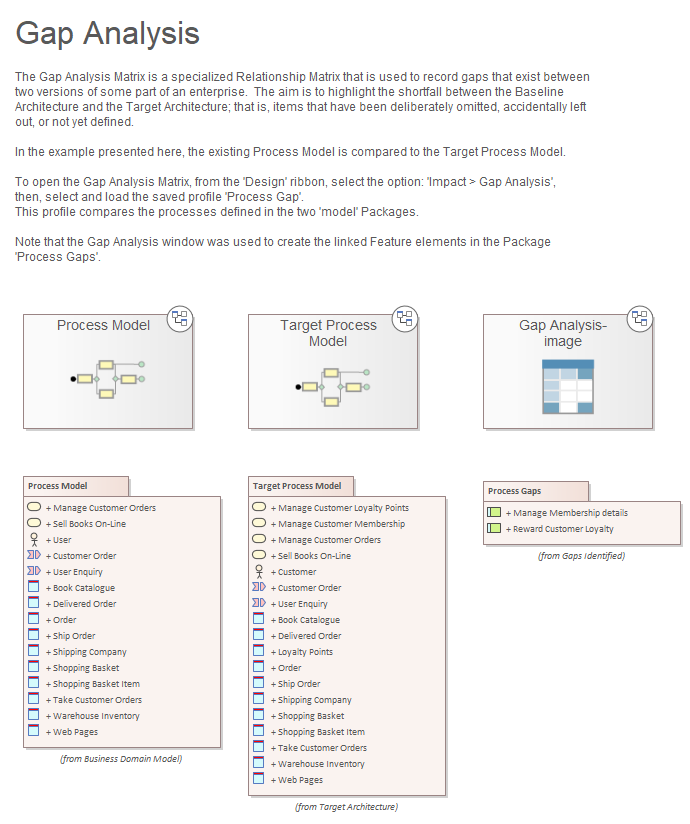 Gap Analysis
The Gap Analysis Matrix is a specialized Relationship Matrix that is used to record gaps that exist between
two versions of some part of an enterprise.  The aim is to highlight the shortfall between the Baseline
Architecture and the Target Architecture; that is, items that have been deliberately omitted, accidentally left
out, or not yet defined.
In the example presented here, the existing Process Model is compared to the Target Process Model.
To open the Gap Analysis Matrix, from the 'Design' ribbon, select the option: 'Impact > Gap Analysis',
then, select and load the saved profile 'Process Gap'.
This profile compares the processes defined in the two 'model' Packages.
Note that the Gap Analysis window was used to create the linked Feature elements in the Package
'Process Gaps'.
Process Model
Target Process
Model
Gap Analysis-
image
Process Model
+ Manage Customer Orders
+ Sell Books On-Line
+ User
+ Customer Order
+ User Enquiry
+ Book Catalogue
+ Delivered Order
+ Order
+ Ship Order
+ Shipping Company
+ Shopping Basket
+ Shopping Basket Item
+ Take Customer Orders
+ Warehouse Inventory
+ Web Pages
(from Business Domain Model)
Target Process Model
+ Manage Customer Loyalty Points
+ Manage Customer Membership
+ Manage Customer Orders
+ Sell Books On-Line
+ Customer
+ Customer Order
+ User Enquiry
+ Book Catalogue
+ Delivered Order
+ Loyalty Points
+ Order
+ Ship Order
+ Shipping Company
+ Shopping Basket
+ Shopping Basket Item
+ Take Customer Orders
+ Warehouse Inventory
+ Web Pages
(from Target Architecture)
Process Gaps
+ Manage Membership details
+ Reward Customer Loyalty
(from Gaps Identified)